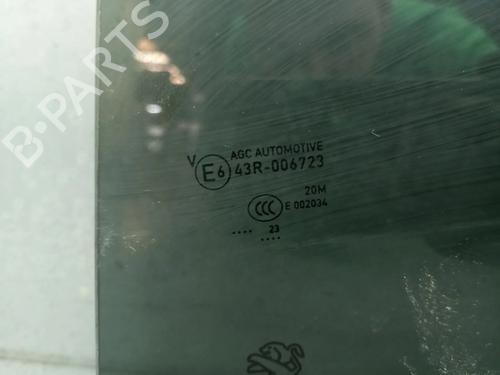 B-PARTS
AGC AUTOMOTIVE
V E6 43R-006723
20M
CCC E 002034
.... 23
....